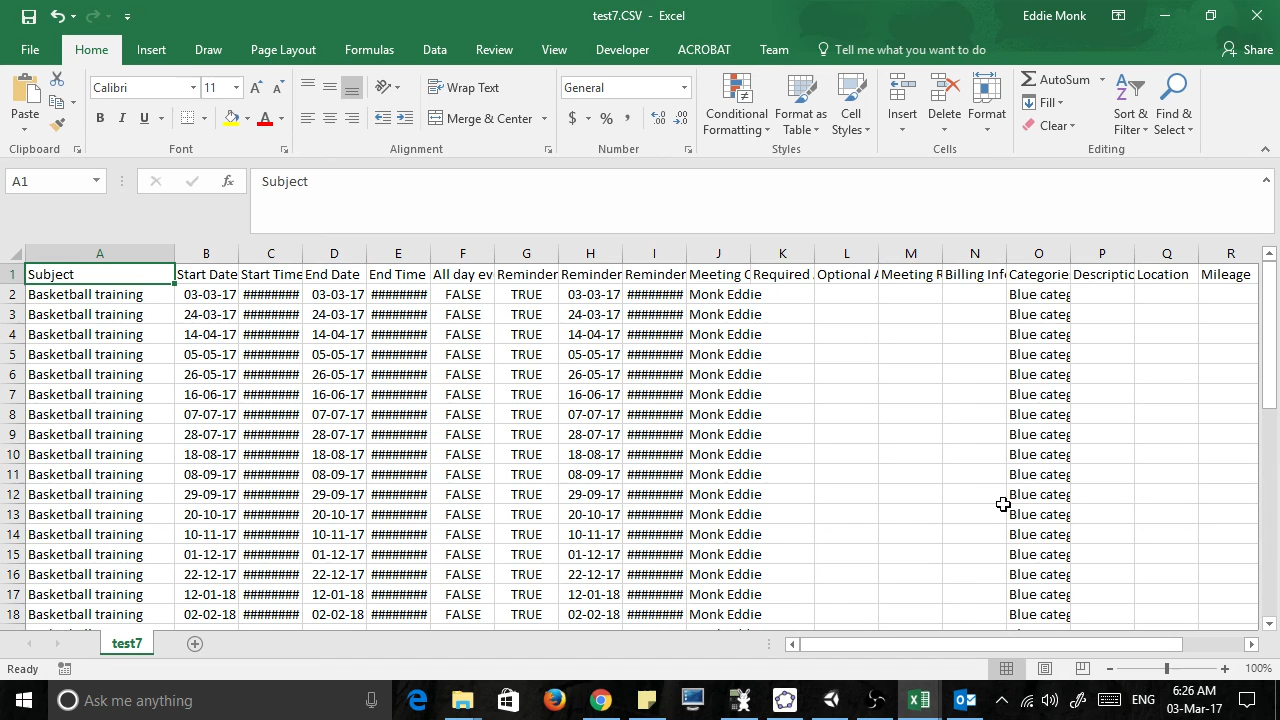 test7.CSV - Excel
Eddie Monk
File Home Insert Draw Page Layout Formulas Data Review View Developer ACROBAT Team Tell me what you want to do Share
Calibri 11 Wrap Text General AutoSum
Paste Conditional Formatting Format as Table Cell Styles Insert Delete Format Fill Sort & Filter Find & Select
B I U Merge & Center $ % , Clear
Clipboard Font Alignment Number Styles Cells Editing
A1 fx Subject
A B C D E F G H I J K L M N O P Q R
1 Subject Start Date Start Time End Date End Time All day ev Reminder Reminder Reminder Meeting O Required Optional A Meeting R Billing Info Categorie Descriptio Location Mileage
2 Basketball training 03-03-17 ######## 03-03-17 ######## FALSE TRUE 03-03-17 ######## Monk Eddie Blue categ
3 Basketball training 24-03-17 ######## 24-03-17 ######## FALSE TRUE 24-03-17 ######## Monk Eddie Blue categ
4 Basketball training 14-04-17 ######## 14-04-17 ######## FALSE TRUE 14-04-17 ######## Monk Eddie Blue categ
5 Basketball training 05-05-17 ######## 05-05-17 ######## FALSE TRUE 05-05-17 ######## Monk Eddie Blue categ
6 Basketball training 26-05-17 ######## 26-05-17 ######## FALSE TRUE 26-05-17 ######## Monk Eddie Blue categ
7 Basketball training 16-06-17 ######## 16-06-17 ######## FALSE TRUE 16-06-17 ######## Monk Eddie Blue categ
8 Basketball training 07-07-17 ######## 07-07-17 ######## FALSE TRUE 07-07-17 ######## Monk Eddie Blue categ
9 Basketball training 28-07-17 ######## 28-07-17 ######## FALSE TRUE 28-07-17 ######## Monk Eddie Blue categ
10 Basketball training 18-08-17 ######## 18-08-17 ######## FALSE TRUE 18-08-17 ######## Monk Eddie Blue categ
11 Basketball training 08-09-17 ######## 08-09-17 ######## FALSE TRUE 08-09-17 ######## Monk Eddie Blue categ
12 Basketball training 29-09-17 ######## 29-09-17 ######## FALSE TRUE 29-09-17 ######## Monk Eddie Blue categ
13 Basketball training 20-10-17 ######## 20-10-17 ######## FALSE TRUE 20-10-17 ######## Monk Eddie Blue categ
14 Basketball training 10-11-17 ######## 10-11-17 ######## FALSE TRUE 10-11-17 ######## Monk Eddie Blue categ
15 Basketball training 01-12-17 ######## 01-12-17 ######## FALSE TRUE 01-12-17 ######## Monk Eddie Blue categ
16 Basketball training 22-12-17 ######## 22-12-17 ######## FALSE TRUE 22-12-17 ######## Monk Eddie Blue categ
17 Basketball training 12-01-18 ######## 12-01-18 ######## FALSE TRUE 12-01-18 ######## Monk Eddie Blue categ
18 Basketball training 02-02-18 ######## 02-02-18 ######## FALSE TRUE 02-02-18 ######## Monk Eddie Blue categ
test7
Ready 100%
Ask me anything ENG 6:26 AM
03-Mar-17